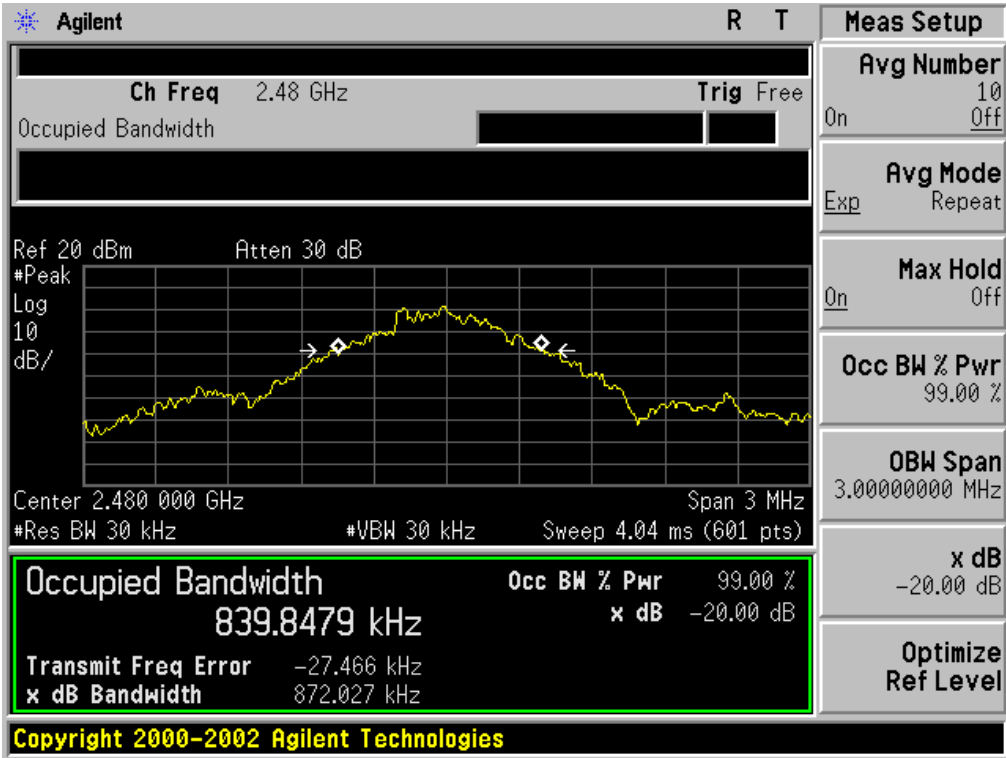 Agilent R T
Ch Freq 2.48 GHz Trig Free
Occupied Bandwidth
Ref 20 dBm Atten 30 dB
#Peak
Log
10
dB/
Center 2.480 000 GHz Span 3 MHz
#Res BW 30 kHz #VBW 30 kHz Sweep 4.04 ms (601 pts)
Occupied Bandwidth Occ BW % Pwr 99.00 %
839.8479 kHz x dB -20.00 dB
Transmit Freq Error -27.466 kHz
x dB Bandwidth 872.027 kHz
Copyright 2000-2002 Agilent Technologies
Meas Setup
Avg Number
10
On Off
Avg Mode
Exp Repeat
Max Hold
On Off
Occ BW % Pwr
99.00 %
OBW Span
3.00000000 MHz
x dB
-20.00 dB
Optimize
Ref Level